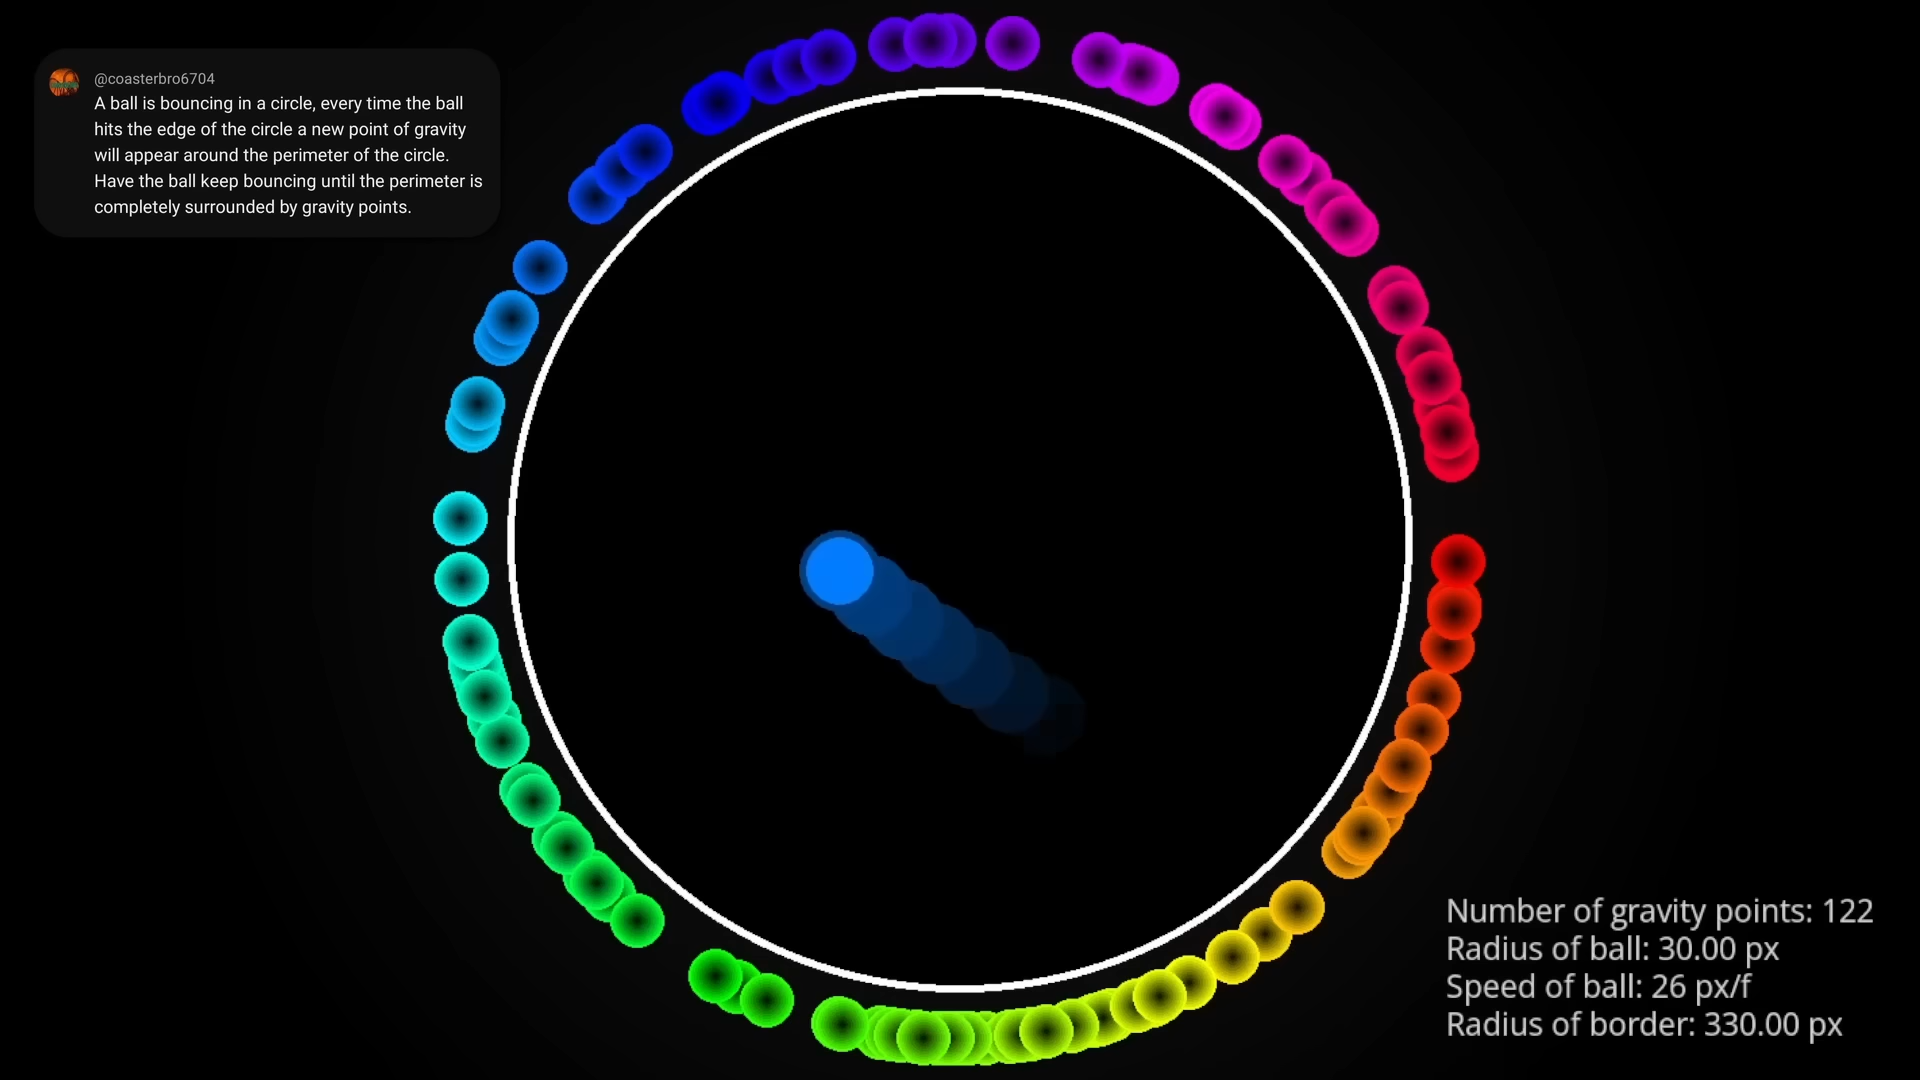 @coasterbro6704
A ball is bouncing in a circle, every time the ball
hits the edge of the circle a new point of gravity
will appear around the perimeter of the circle.
Have the ball keep bouncing until the perimeter is
completely surrounded by gravity points.
Number of gravity points: 122
Radius of ball: 30.00 px
Speed of ball: 26 px/f
Radius of border: 330.00 px